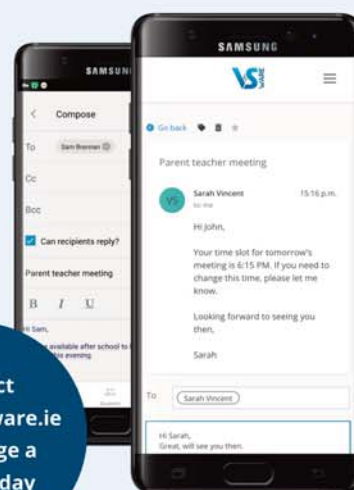 SAMSUNG
Compose
To Sam Brennan
Cc
Bcc
Can recipients reply?
Parent teacher meeting
B I U
Hi Sam,
available after school to
this evening.
SAMSUNG
VS
WARE
Go back
Parent teacher meeting
VS
Sarah Vincent 15:16 p.m.
to me
Hi John,
Your time slot for tomorrow's
meeting is 6:15 PM. If you need to
change this time, please let me
know.
Looking forward to seeing you
then,
Sarah
To Sarah Vincent
Hi Sarah,
Great, will see you then.
ct
ware.ie
ge a
day